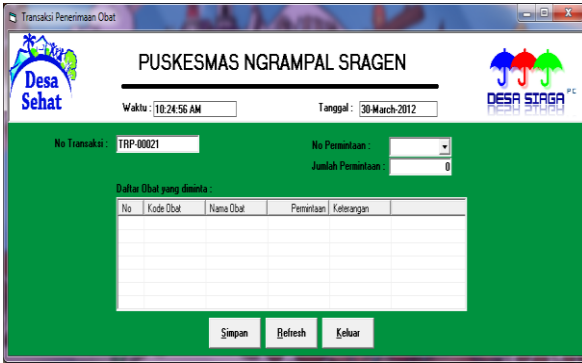 Transaksi Penerimaan Obat
PUSKESMAS NGRAMPAL SRAGEN
Desa
Sehat
Waktu : 10:24:56 AM
Tanggal : 30-March-2012
DESA SIAGA PC
No Transaksi : TRP-00021
No Permintaan :
Jumlah Permintaan : 0
Daftar Obat yang diminta :
No Kode Obat Nama Obat Permintaan Keterangan
Simpan Refresh Keluar